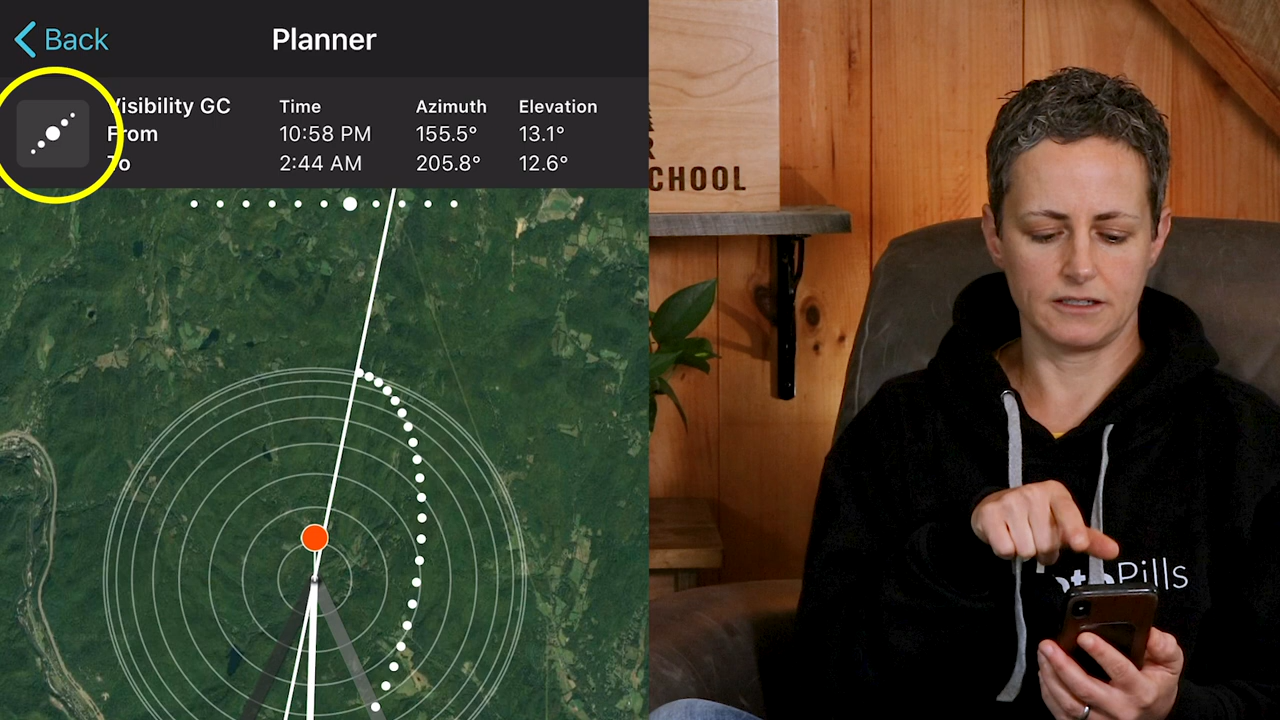 Back
Planner
Visibility GC Time Azimuth Elevation
From 10:58 PM 155.5° 13.1°
To 2:44 AM 205.8° 12.6°
CHOOL
Pills